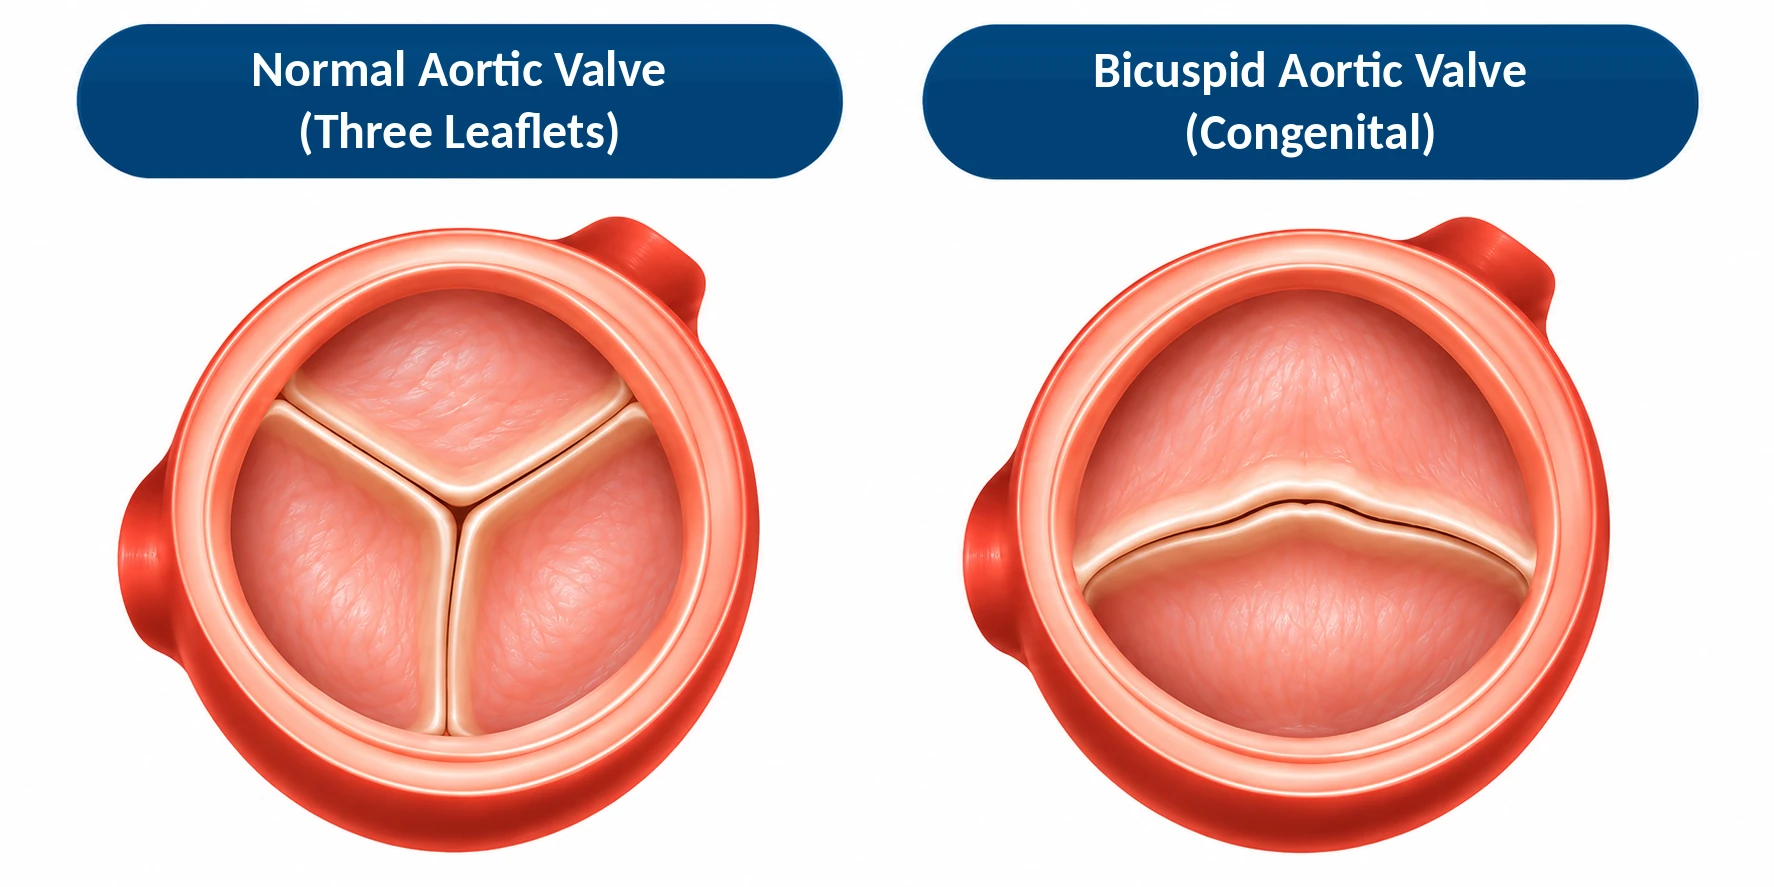 Normal Aortic Valve
(Three Leaflets)
Bicuspid Aortic Valve
(Congenital)